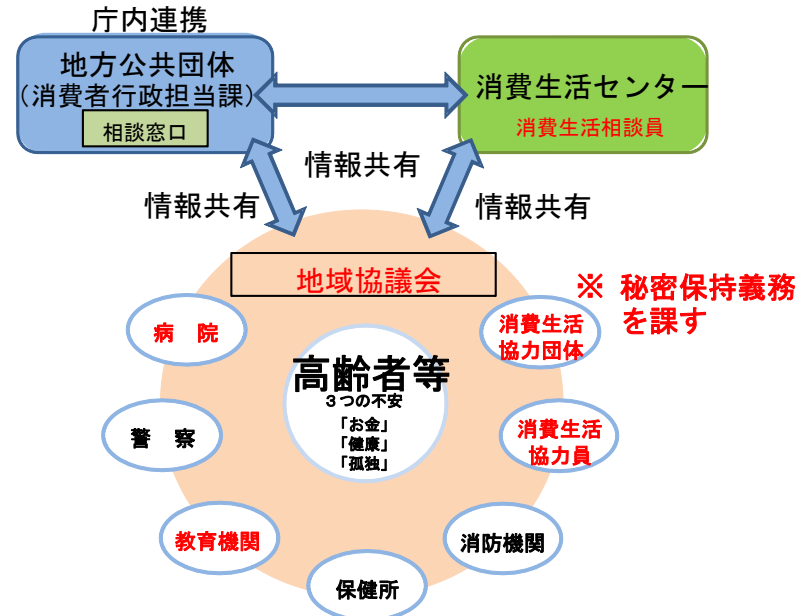 庁内連携
地方公共団体
（消費者行政担当課）
相談窓口
消費生活センター
消費生活相談員
情報共有
情報共有
情報共有
地域協議会
※ 秘密保持義務
を課す
病 院
消費生活
協力団体
高齢者等
３つの不安
「お金」
「健康」
「孤独」
警 察
消費生活
協力員
教育機関
消防機関
保健所